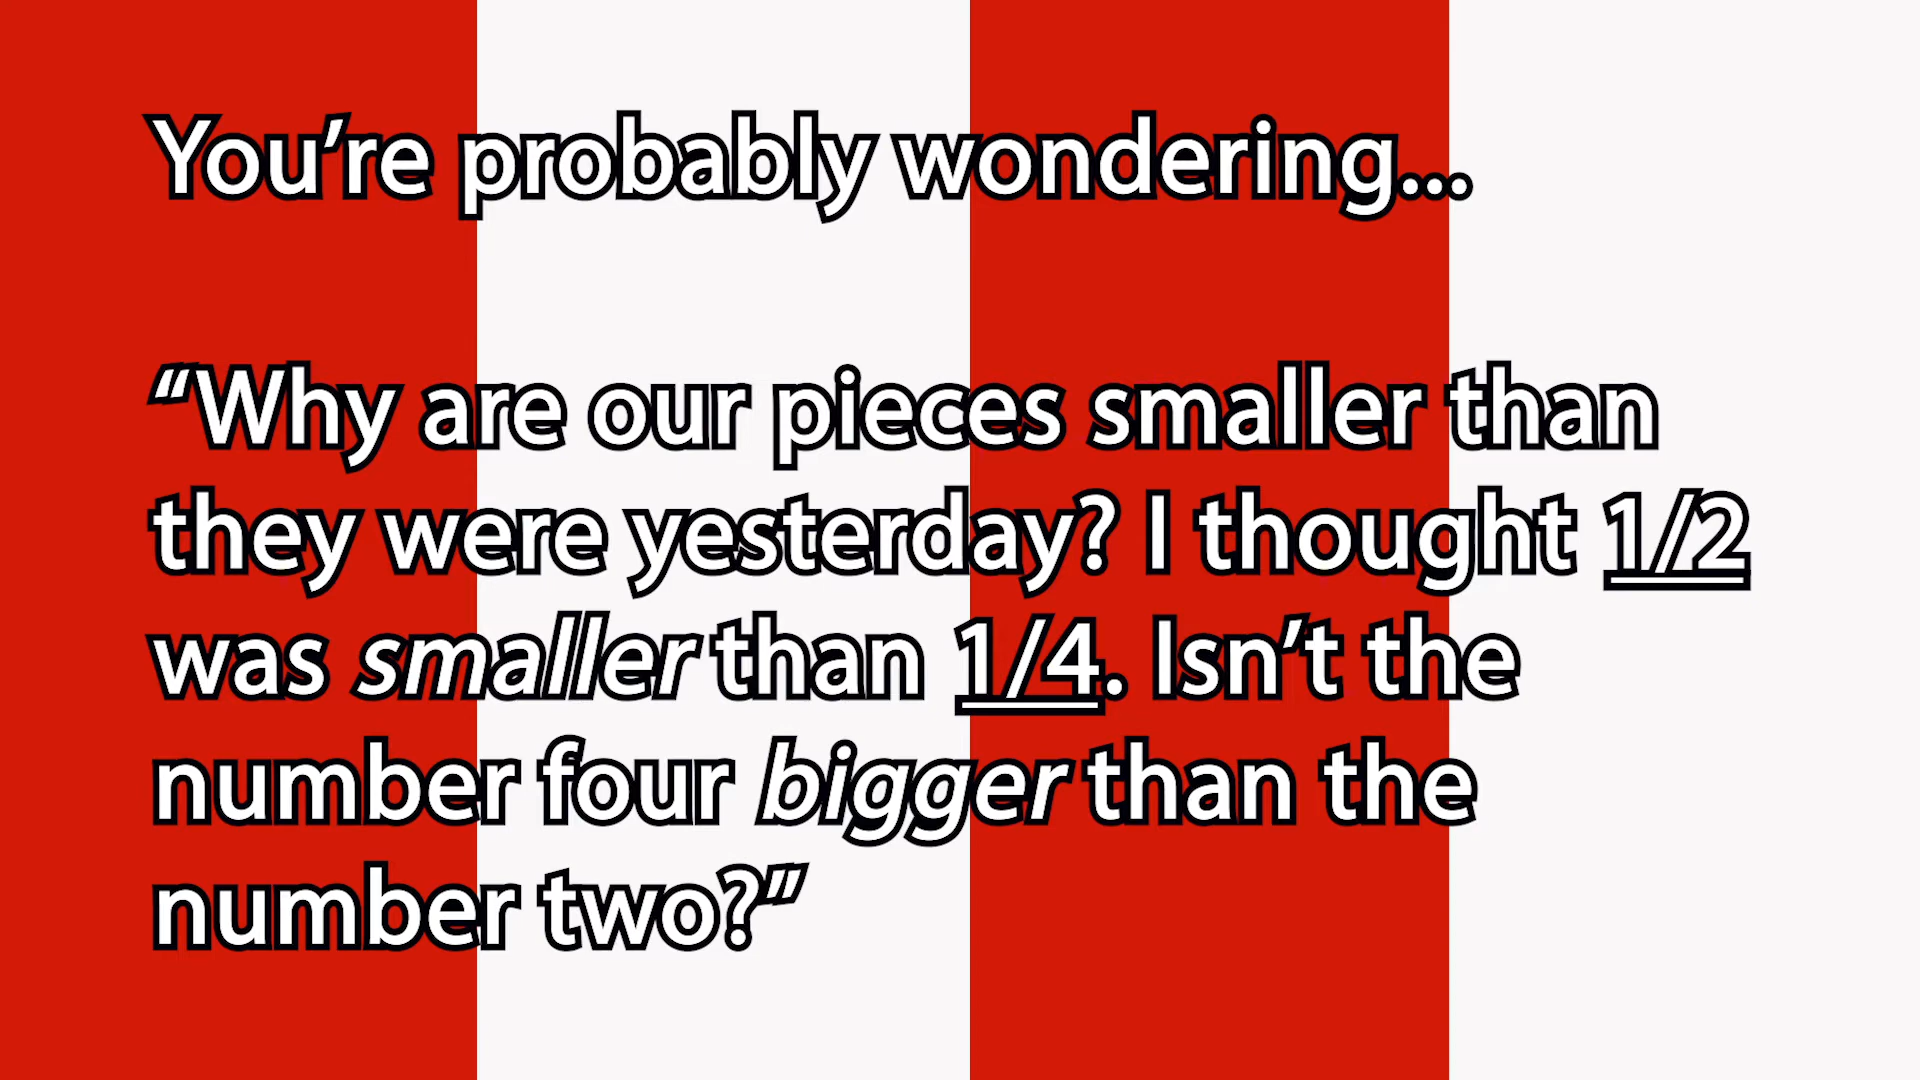 You’re probably wondering...
“Why are our pieces smaller than
they were yesterday? I thought 1/2
was smaller than 1/4. Isn’t the
number four bigger than the
number two?”